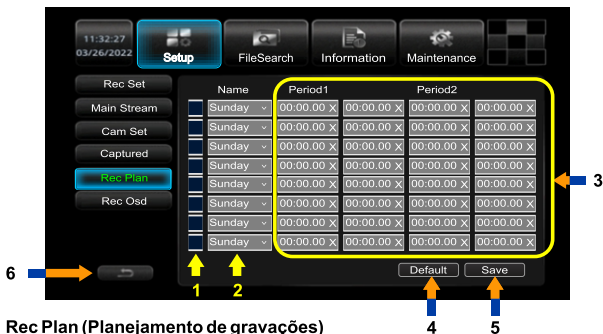 11:32:27
03/26/2022
Setup
FileSearch
Information
Maintenance
Rec Set
Main Stream
Cam Set
Captured
Rec Plan
Rec Osd
Name Period1 Period2
Sunday 00:00.00 X 00:00.00 X 00:00.00 X 00:00.00 X
Sunday 00:00.00 X 00:00.00 X 00:00.00 X 00:00.00 X
Sunday 00:00.00 X 00:00.00 X 00:00.00 X 00:00.00 X
Sunday 00:00.00 X 00:00.00 X 00:00.00 X 00:00.00 X
Sunday 00:00.00 X 00:00.00 X 00:00.00 X 00:00.00 X
Sunday 00:00.00 X 00:00.00 X 00:00.00 X 00:00.00 X
Sunday 00:00.00 X 00:00.00 X 00:00.00 X 00:00.00 X
Sunday 00:00.00 X 00:00.00 X 00:00.00 X 00:00.00 X
3
Default Save
6
1 2
4 5
Rec Plan (Planejamento de gravações)